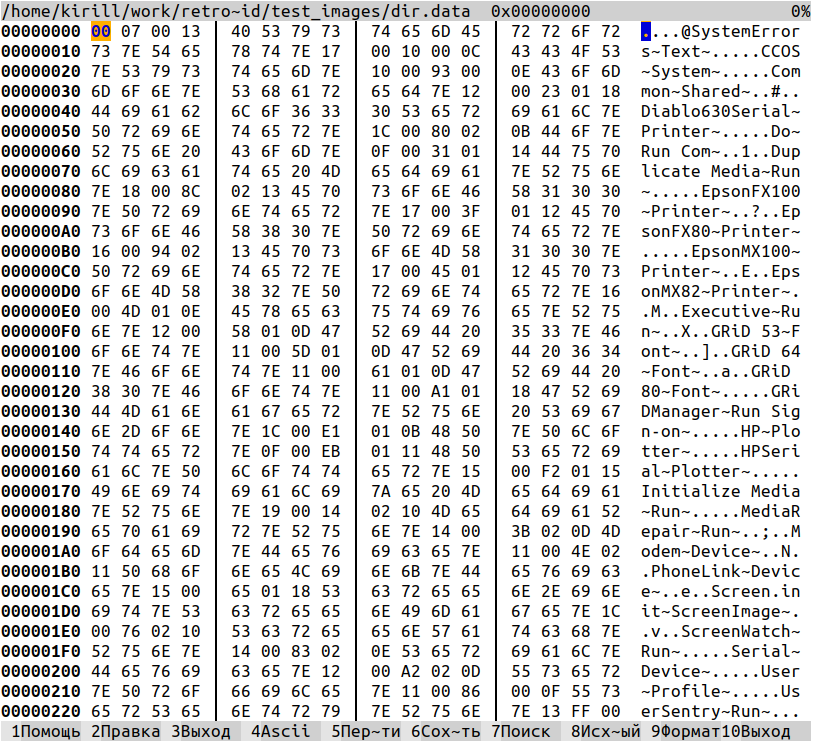 /home/kirill/work/retro~id/test_images/dir.data  0x00000000  0%
00000000 00 07 00 13 40 53 79 73 74 65 6D 45 72 72 6F 72 ....@SystemError
00000010 73 7E 54 65 78 74 7E 17 00 10 00 0C 43 43 4F 53 s~Text~.....CCOS
00000020 7E 53 79 73 74 65 6D 7E 10 00 93 00 0E 43 6F 6D ~System~.....Com
00000030 6D 6F 6E 7E 53 68 61 72 65 64 7E 12 00 23 01 18 mon~Shared~..#..
00000040 44 69 61 62 6C 6F 36 33 30 53 65 72 69 61 6C 7E Diablo630Serial~
00000050 50 72 69 6E 74 65 72 7E 1C 00 80 02 0B 44 6F 7E Printer~.....Do~
00000060 52 75 6E 20 43 6F 6D 7E 0F 00 31 01 14 44 75 70 Run Com~..1..Dup
00000070 6C 69 63 61 74 65 20 4D 65 64 69 61 7E 52 75 6E licate Media~Run
00000080 7E 18 00 8C 02 13 45 70 73 6F 6E 46 58 31 30 30 ~.....EpsonFX100
00000090 7E 50 72 69 6E 74 65 72 7E 17 00 3F 01 12 45 70 ~Printer~..?..Ep
000000A0 73 6F 6E 46 58 38 30 7E 50 72 69 6E 74 65 72 7E sonFX80~Printer~
000000B0 16 00 94 02 13 45 70 73 6F 6E 4D 58 31 30 30 7E .....EpsonMX100~
000000C0 50 72 69 6E 74 65 72 7E 17 00 45 01 12 45 70 73 Printer~..E..Eps
000000D0 6F 6E 4D 58 38 32 7E 50 72 69 6E 74 65 72 7E 16 onMX82~Printer~.
000000E0 00 4D 01 0E 45 78 65 63 75 74 69 76 65 7E 52 75 .M..Executive~Ru
000000F0 6E 7E 12 00 58 01 0D 47 52 69 44 20 35 33 7E 46 n~..X..GRiD 53~F
00000100 6F 6E 74 7E 11 00 5D 01 0D 47 52 69 44 20 36 34 ont~..]..GRiD 64
00000110 7E 46 6F 6E 74 7E 11 00 61 01 0D 47 52 69 44 20 ~Font~..a..GRiD 
00000120 38 30 7E 46 6F 6E 74 7E 11 00 A1 01 18 47 52 69 80~Font~.....GRi
00000130 44 4D 61 6E 61 67 65 72 7E 52 75 6E 20 53 69 67 DManager~Run Sig
00000140 6E 2D 6F 6E 7E 1C 00 E1 01 0B 48 50 7E 50 6C 6F n-on~.....HP~Plo
00000150 74 74 65 72 7E 0F 00 EB 01 11 48 50 53 65 72 69 tter~.....HPSeri
00000160 61 6C 7E 50 6C 6F 74 74 65 72 7E 15 00 F2 01 15 al~Plotter~.....
00000170 49 6E 69 74 69 61 6C 69 7A 65 20 4D 65 64 69 61 Initialize Media
00000180 7E 52 75 6E 7E 19 00 14 02 10 4D 65 64 69 61 52 ~Run~.....MediaR
00000190 65 70 61 69 72 7E 52 75 6E 7E 14 00 3B 02 0D 4D epair~Run~..;..M
000001A0 6F 64 65 6D 7E 44 65 76 69 63 65 7E 11 00 4E 02 odem~Device~..N.
000001B0 11 50 68 6F 6E 65 4C 69 6E 6B 7E 44 65 76 69 63 .PhoneLink~Devic
000001C0 65 7E 15 00 65 01 18 53 63 72 65 65 6E 2E 69 6E e~..e..Screen.in
000001D0 69 74 7E 53 63 72 65 65 6E 49 6D 61 67 65 7E 1C it~ScreenImage~.
000001E0 00 76 02 10 53 63 72 65 65 6E 57 61 74 63 68 7E .v..ScreenWatch~
000001F0 52 75 6E 7E 14 00 83 02 0E 53 65 72 69 61 6C 7E Run~.....Serial~
00000200 44 65 76 69 63 65 7E 12 00 A2 02 0D 55 73 65 72 Device~.....User
00000210 7E 50 72 6F 66 69 6C 65 7E 11 00 86 00 0F 55 73 ~Profile~.....Us
00000220 65 72 53 65 6E 74 72 79 7E 52 75 6E 7E 13 FF 00 erSentry~Run~...
1Помощь 2Правка 3Выход 4Ascii 5Пер~ти 6Сох~ть 7Поиск 8Исх~ый 9Формат 10Выход